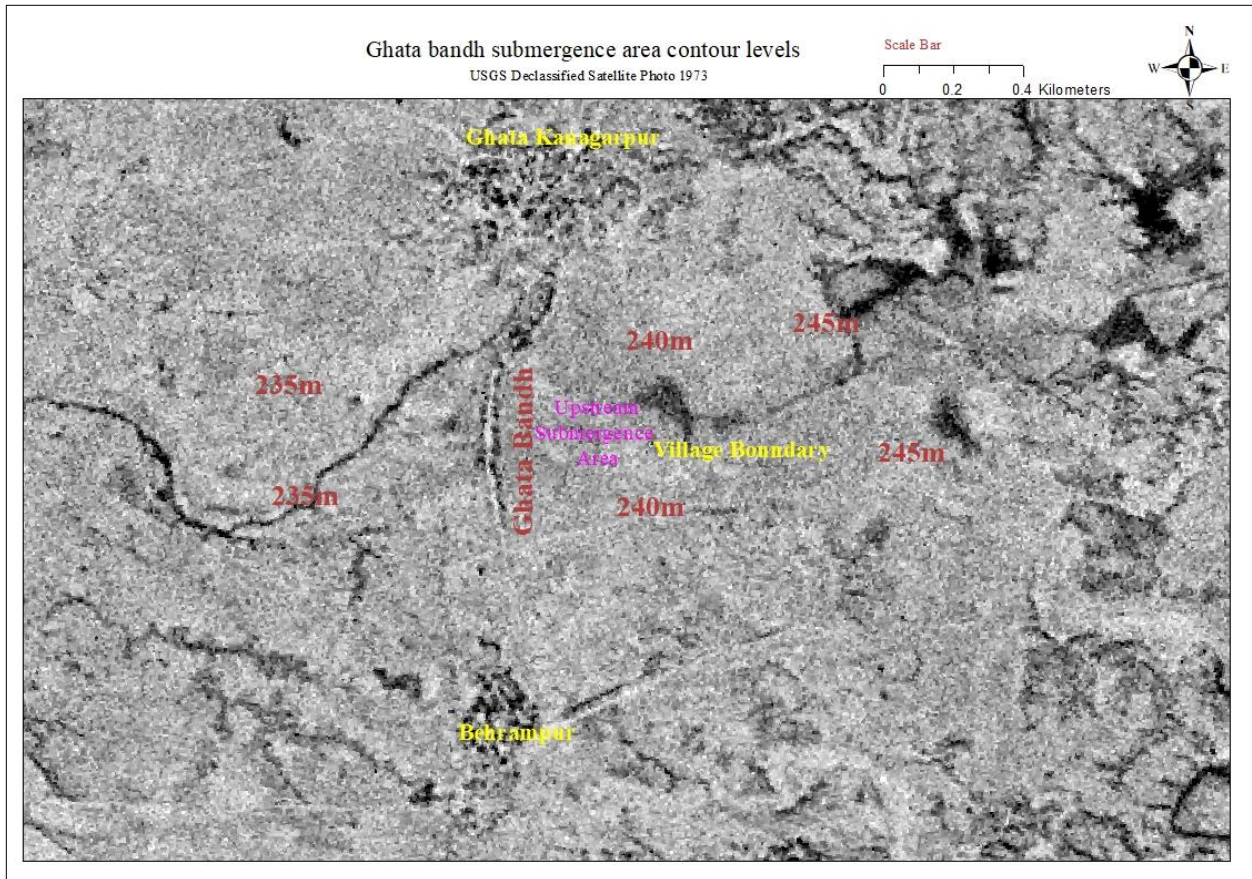 Ghata bandh submergence area contour levels
USGS Declassified Satellite Photo 1973
Scale Bar
0 0.2 0.4 Kilometers
N
W E
S
Ghata Kanagarpur
245m
240m
235m
Ghata Bandh
Upstream
Submergence
Area
Village Boundary
245m
235m
240m
Behrampur